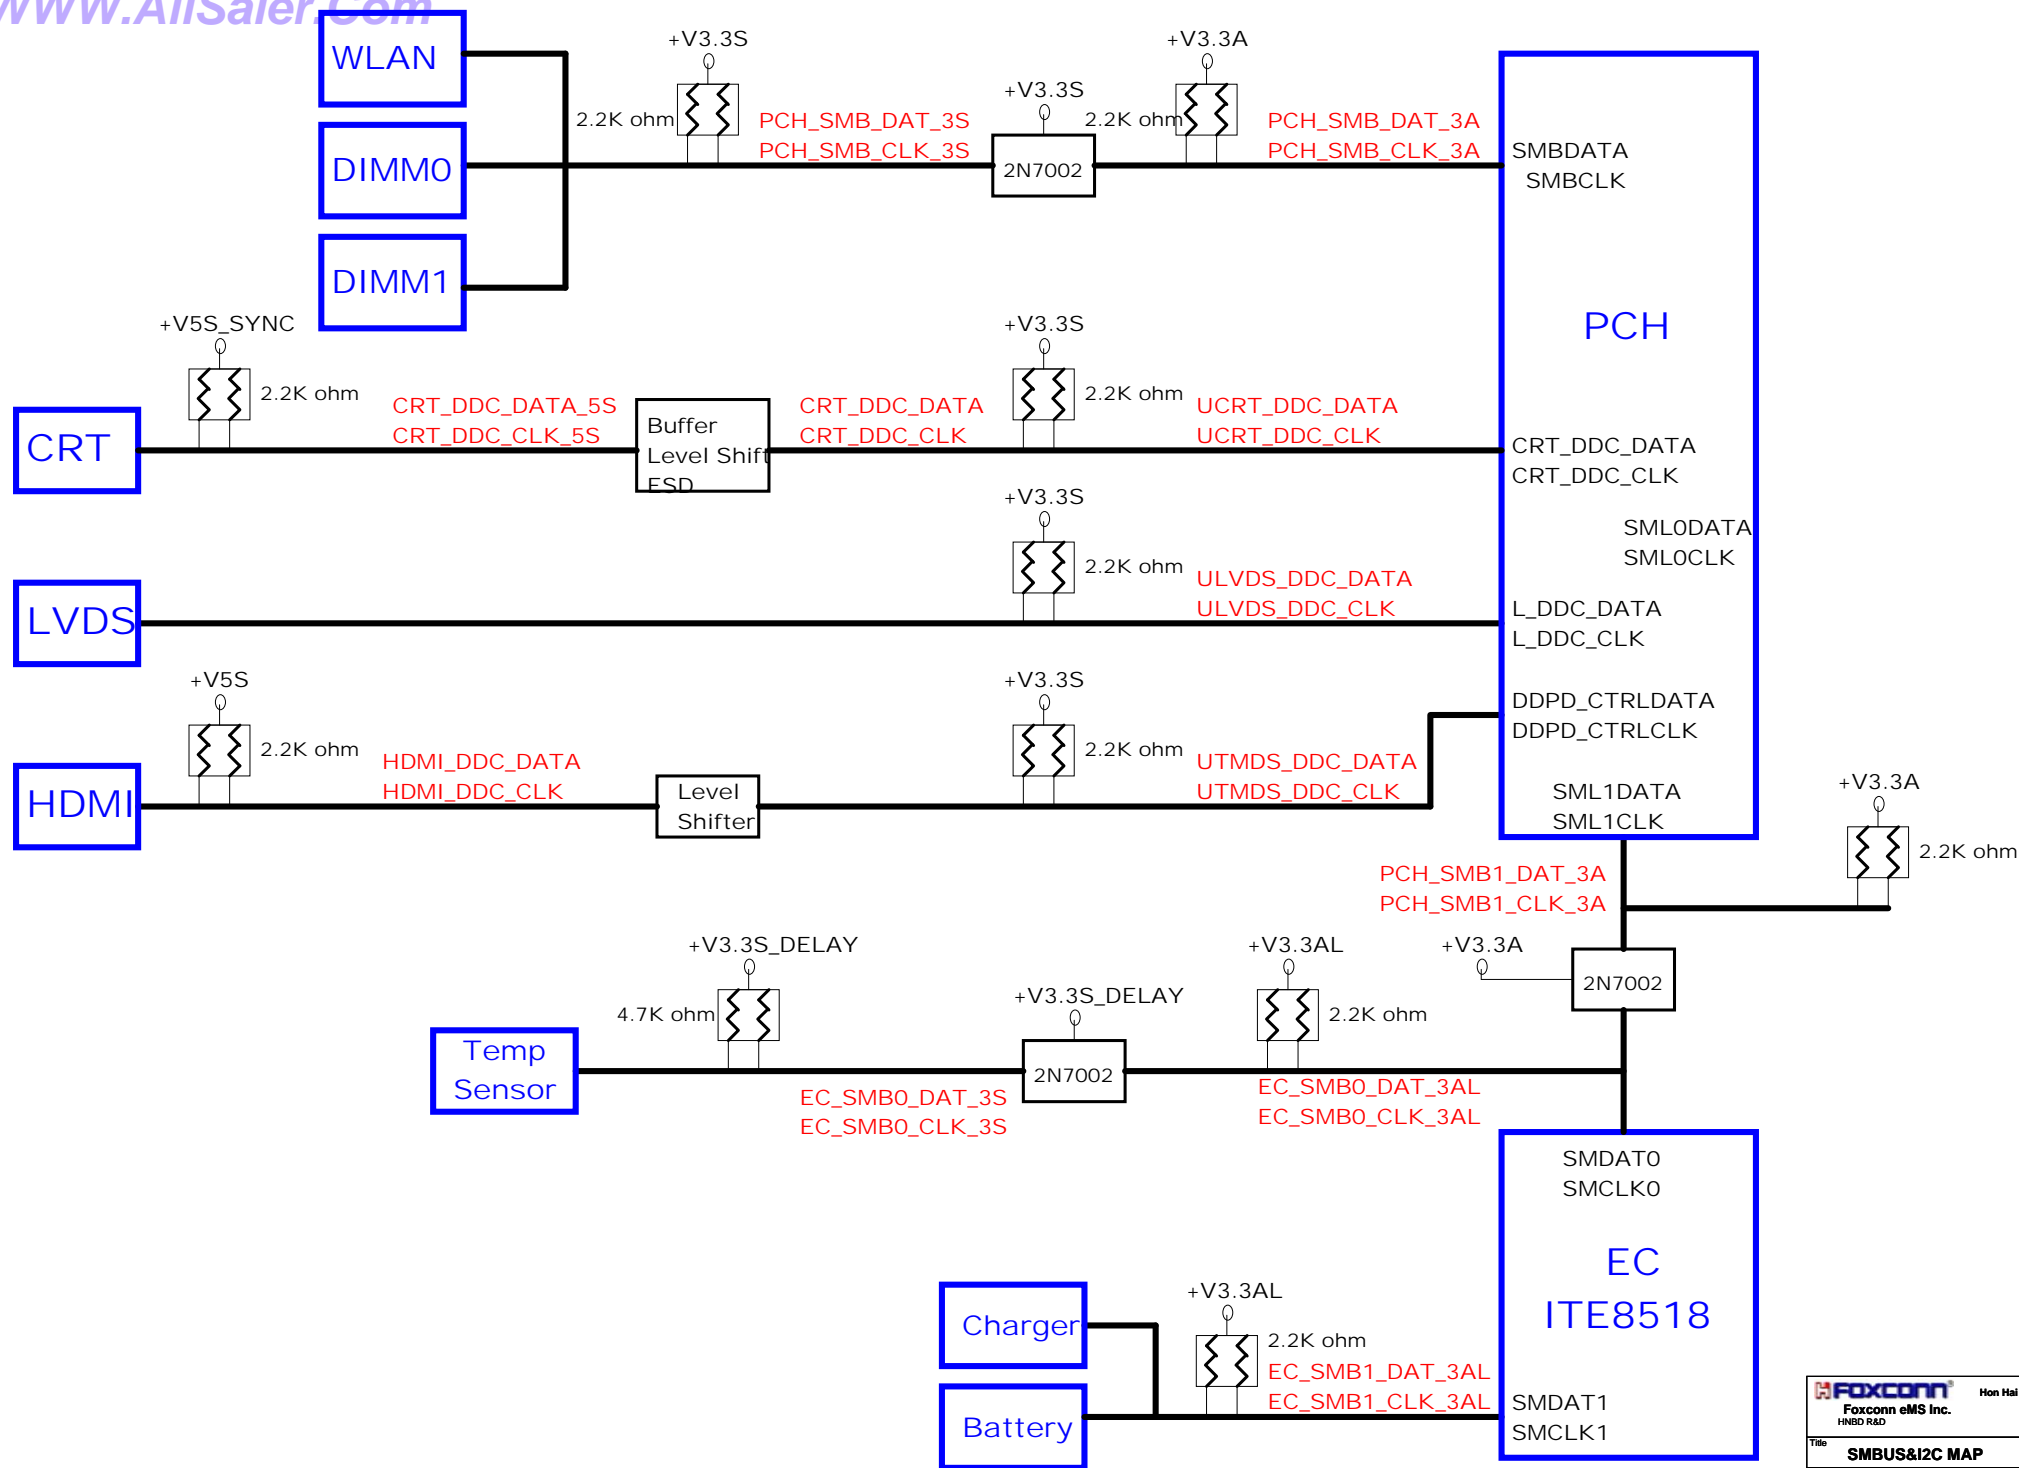 WWW.AllSaler.Com
WLAN
DIMM0
DIMM1
+V3.3S
2.2K ohm
PCH_SMB_DAT_3S
PCH_SMB_CLK_3S
+V3.3S
2N7002
+V3.3A
2.2K ohm
PCH_SMB_DAT_3A
PCH_SMB_CLK_3A
SMBDATA
SMBCLK
PCH
+V5S_SYNC
2.2K ohm
CRT
CRT_DDC_DATA_5S
CRT_DDC_CLK_5S
Buffer
Level Shift
ESD
CRT_DDC_DATA
CRT_DDC_CLK
+V3.3S
2.2K ohm
UCRT_DDC_DATA
UCRT_DDC_CLK
CRT_DDC_DATA
CRT_DDC_CLK
SML0DATA
SML0CLK
LVDS
+V3.3S
2.2K ohm
ULVDS_DDC_DATA
ULVDS_DDC_CLK
L_DDC_DATA
L_DDC_CLK
+V5S
2.2K ohm
HDMI
HDMI_DDC_DATA
HDMI_DDC_CLK
Level
Shifter
+V3.3S
2.2K ohm
UTMDS_DDC_DATA
UTMDS_DDC_CLK
DDPD_CTRLDATA
DDPD_CTRLCLK
SML1DATA
SML1CLK
+V3.3A
2.2K ohm
PCH_SMB1_DAT_3A
PCH_SMB1_CLK_3A
+V3.3A
2N7002
Temp
Sensor
+V3.3S_DELAY
4.7K ohm
EC_SMB0_DAT_3S
EC_SMB0_CLK_3S
+V3.3S_DELAY
2N7002
+V3.3AL
2.2K ohm
EC_SMB0_DAT_3AL
EC_SMB0_CLK_3AL
SMDAT0
SMCLK0
EC
ITE8518
Charger
Battery
+V3.3AL
2.2K ohm
EC_SMB1_DAT_3AL
EC_SMB1_CLK_3AL
SMDAT1
SMCLK1
FOXCONN®
Hon Hai
Foxconn eMS Inc.
HNBD R&D
Title
SMBUS&I2C MAP